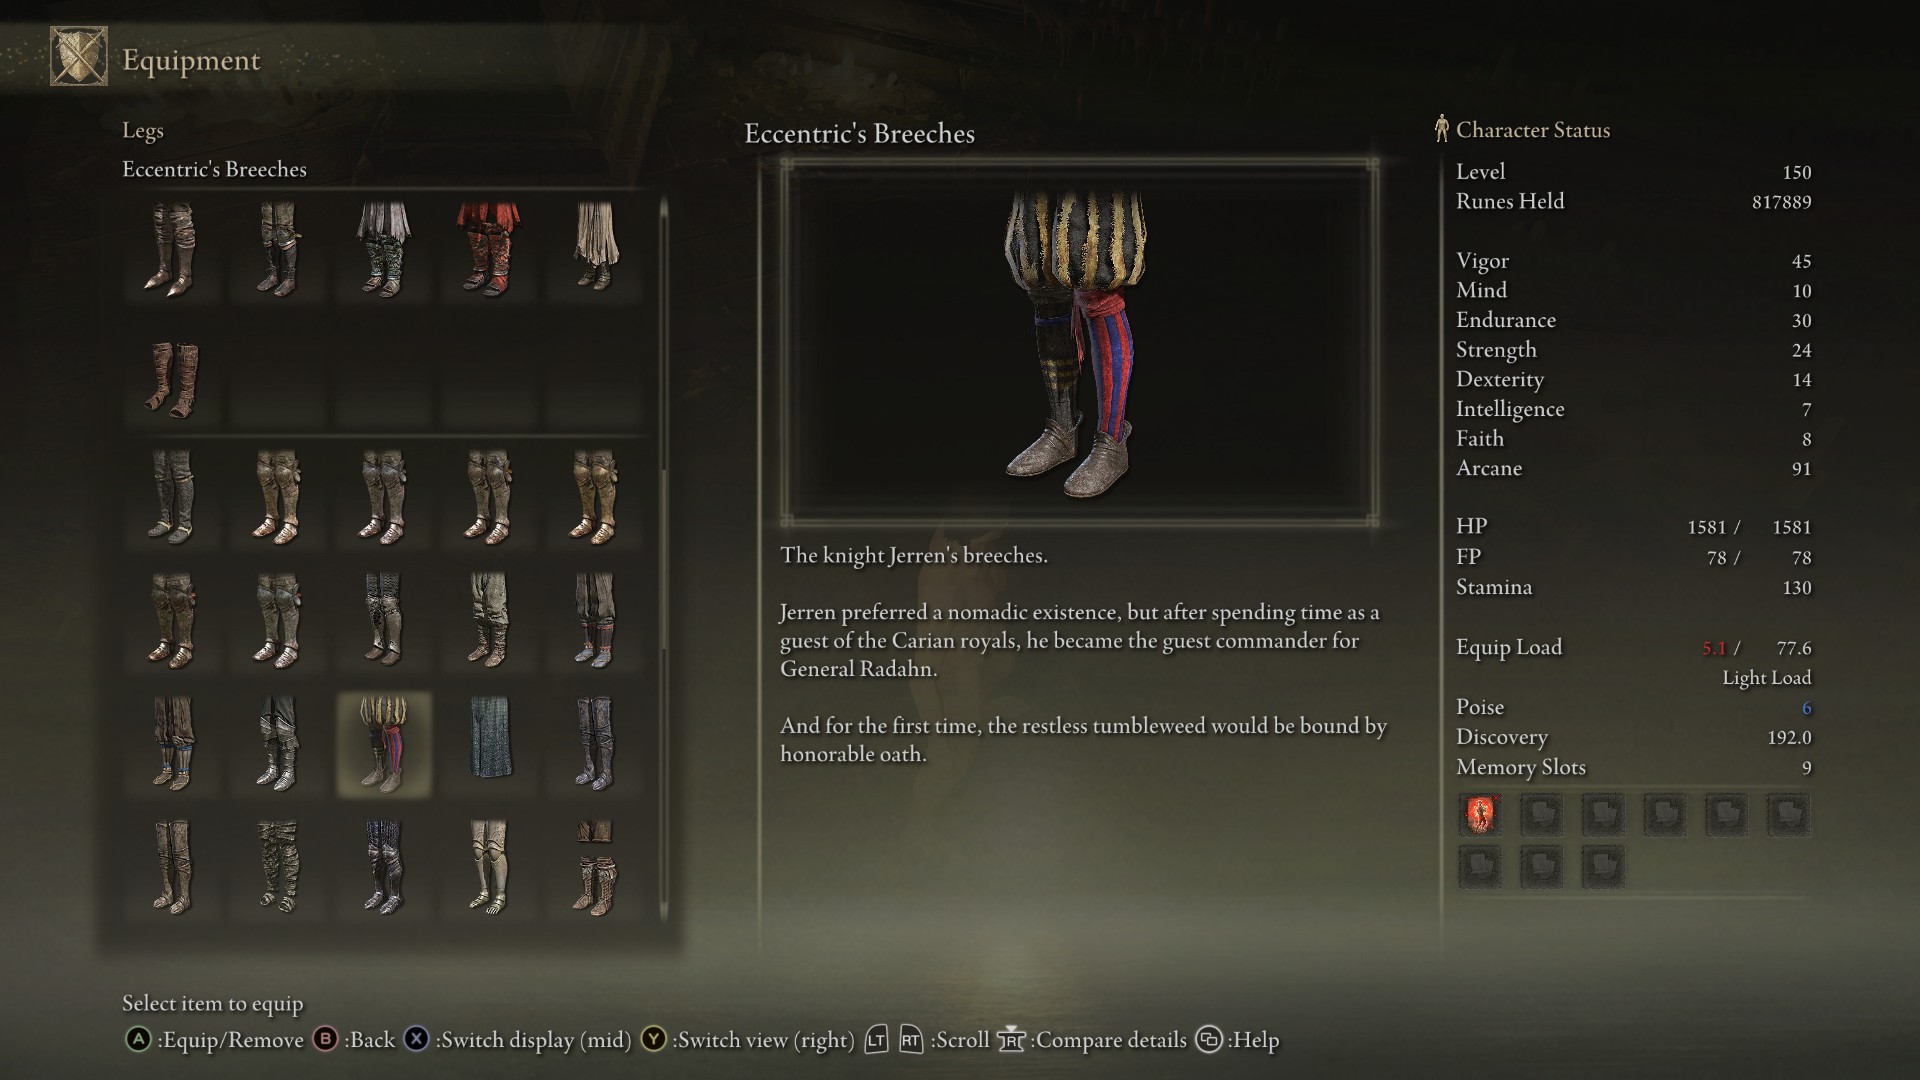 Equipment
Legs
Eccentric's Breeches
Eccentric's Breeches
The knight Jerren's breeches.
Jerren preferred a nomadic existence, but after spending time as a
guest of the Carian royals, he became the guest commander for
General Radahn.
And for the first time, the restless tumbleweed would be bound by
honorable oath.
Character Status
Level 150
Runes Held 817889
Vigor 45
Mind 10
Endurance 30
Strength 24
Dexterity 14
Intelligence 7
Faith 8
Arcane 91
HP 1581 / 1581
FP 78 / 78
Stamina 130
Equip Load 5.1 / 77.6
Light Load
Poise 6
Discovery 192.0
Memory Slots 9
Select item to equip
A :Equip/Remove B :Back X :Switch display (mid) Y :Switch view (right) LT RT :Scroll R :Compare details :Help